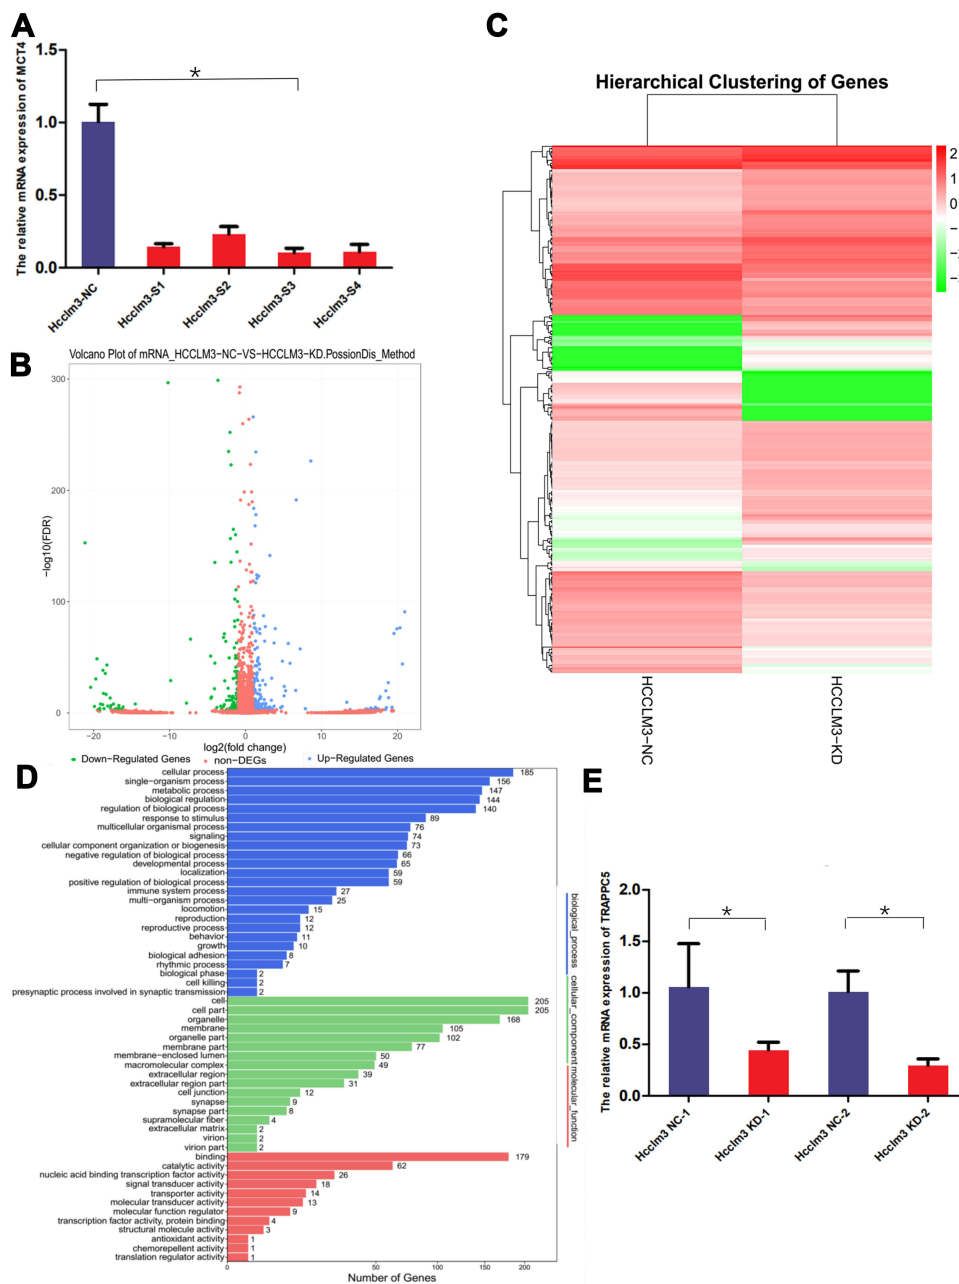 A
The relative mRNA expression of MCT4
1.5
1.0
0.5
0.0
*
Hcclm3-NC
Hcclm3-S1
Hcclm3-S2
Hcclm3-S3
Hcclm3-S4
B
Volcano Plot of mRNA_HCCLM3-NC-VS-HCCLM3-KD.PossionDis_Method
−log10(FDR)
300
200
100
0
−20
−10
0
10
20
log2(fold change)
Down-Regulated Genes
non-DEGs
Up-Regulated Genes
C
Hierarchical Clustering of Genes
2
1
0
HCCLM3-NC
HCCLM3-KD
D
cellular process 185
single-organism process 156
metabolic process 147
biological regulation 144
regulation of biological process 140
response to stimulus 89
multicellular organismal process 76
signaling 74
cellular component organization or biogenesis 73
negative regulation of biological process 66
developmental process 65
localization 59
positive regulation of biological process 59
immune system process 27
multi-organism process 25
locomotion 15
reproduction 12
reproductive process 12
behavior 11
growth 10
biological adhesion 8
rhythmic process 7
biological phase 2
cell killing 2
presynaptic process involved in synaptic transmission 2
cell 205
cell part 205
organelle 168
membrane 105
organelle part 102
membrane part 77
membrane-enclosed lumen 50
macromolecular complex 49
extracellular region 39
extracellular region part 31
cell junction 12
synapse 9
synapse part 8
supramolecular fiber 4
extracellular matrix 2
virion 2
virion part 2
binding 179
catalytic activity 62
nucleic acid binding transcription factor activity 26
signal transducer activity 18
transporter activity 14
molecular transducer activity 13
molecular function regulator 9
transcription factor activity, protein binding 4
structural molecule activity 3
antioxidant activity 1
chemorepellent activity 1
translation regulator activity 1
0
50
100
150
200
Number of Genes
biological_process
cellular_component
molecular_function
E
The relative mRNA expression of TRAPPC5
2.0
1.5
1.0
0.5
0.0
*
*
Hcclm3 NC-1
Hcclm3 KD-1
Hcclm3 NC-2
Hcclm3 KD-2